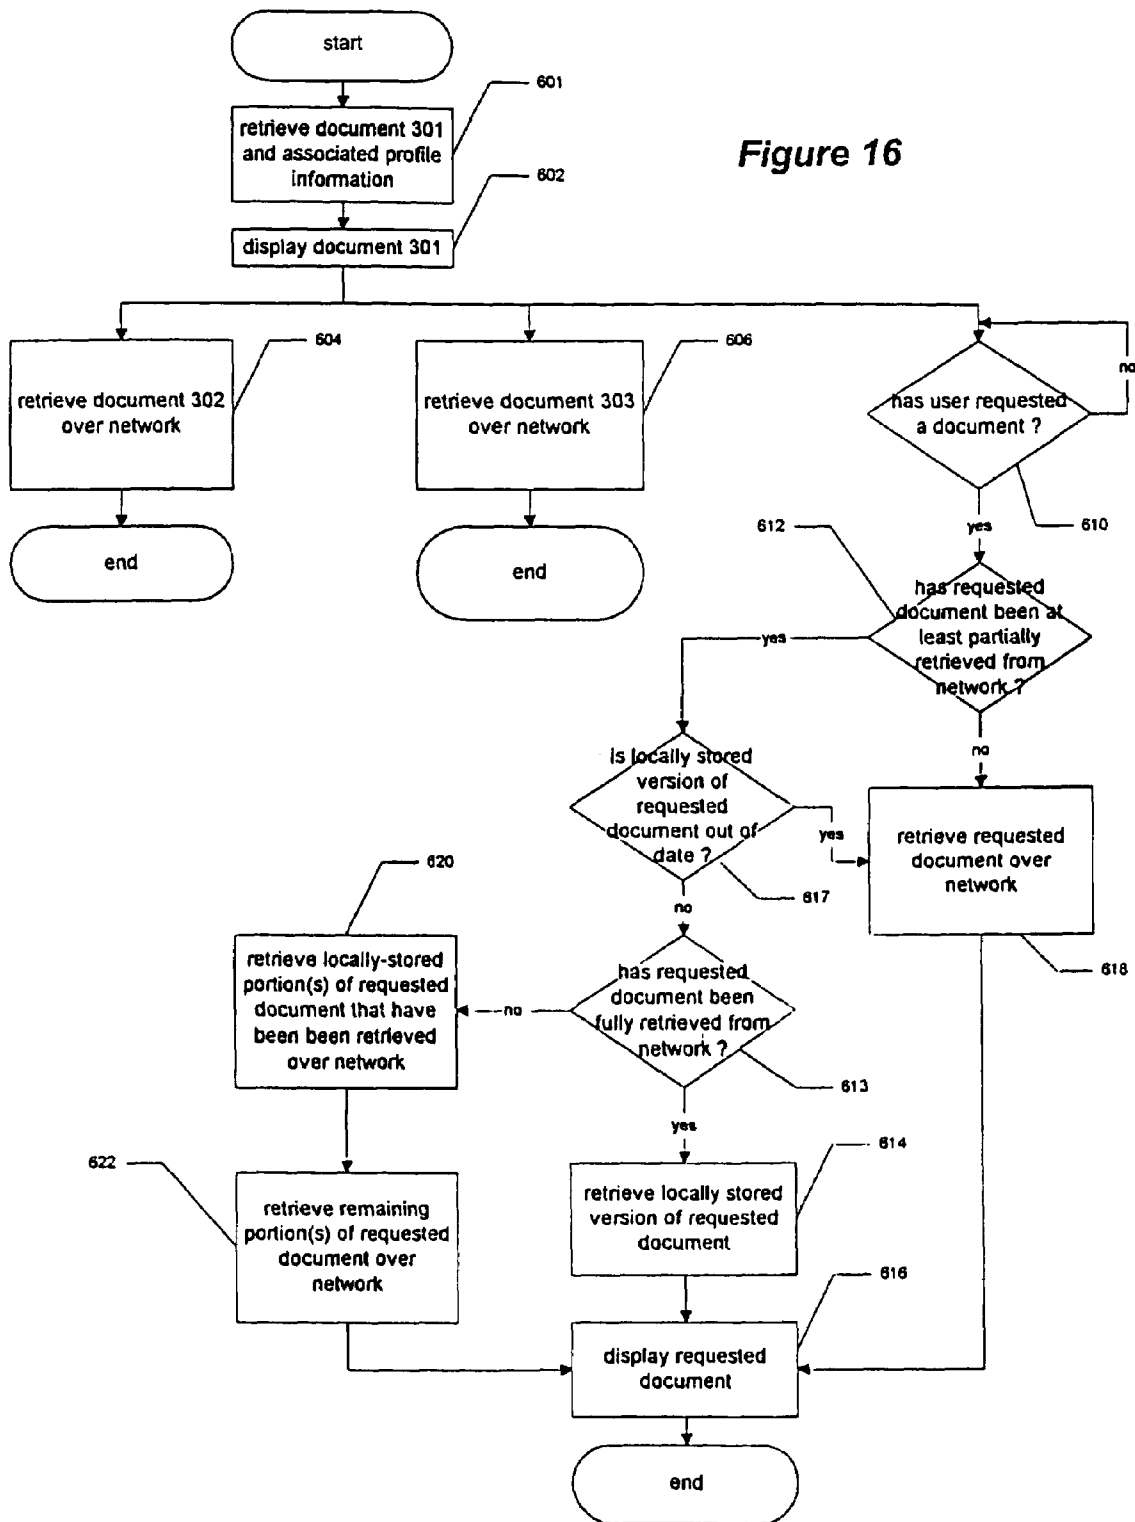 start
601
retrieve document 301
and associated profile
information
Figure 16
602
display document 301
604
retrieve document 302
over network
end
606
retrieve document 303
over network
end
no
has user requested
a document ?
610
yes
612
has requested
document been at
least partially
retrieved from
network ?
yes
no
is locally stored
version of
requested
document out of
date ?
yes
617
no
retrieve requested
document over
network
618
620
retrieve locally-stored
portion(s) of requested
document that have
been been retrieved
over network
no
has requested
document been
fully retrieved from
network ?
613
yes
622
retrieve remaining
portion(s) of requested
document over
network
614
retrieve locally stored
version of requested
document
616
display requested
document
end